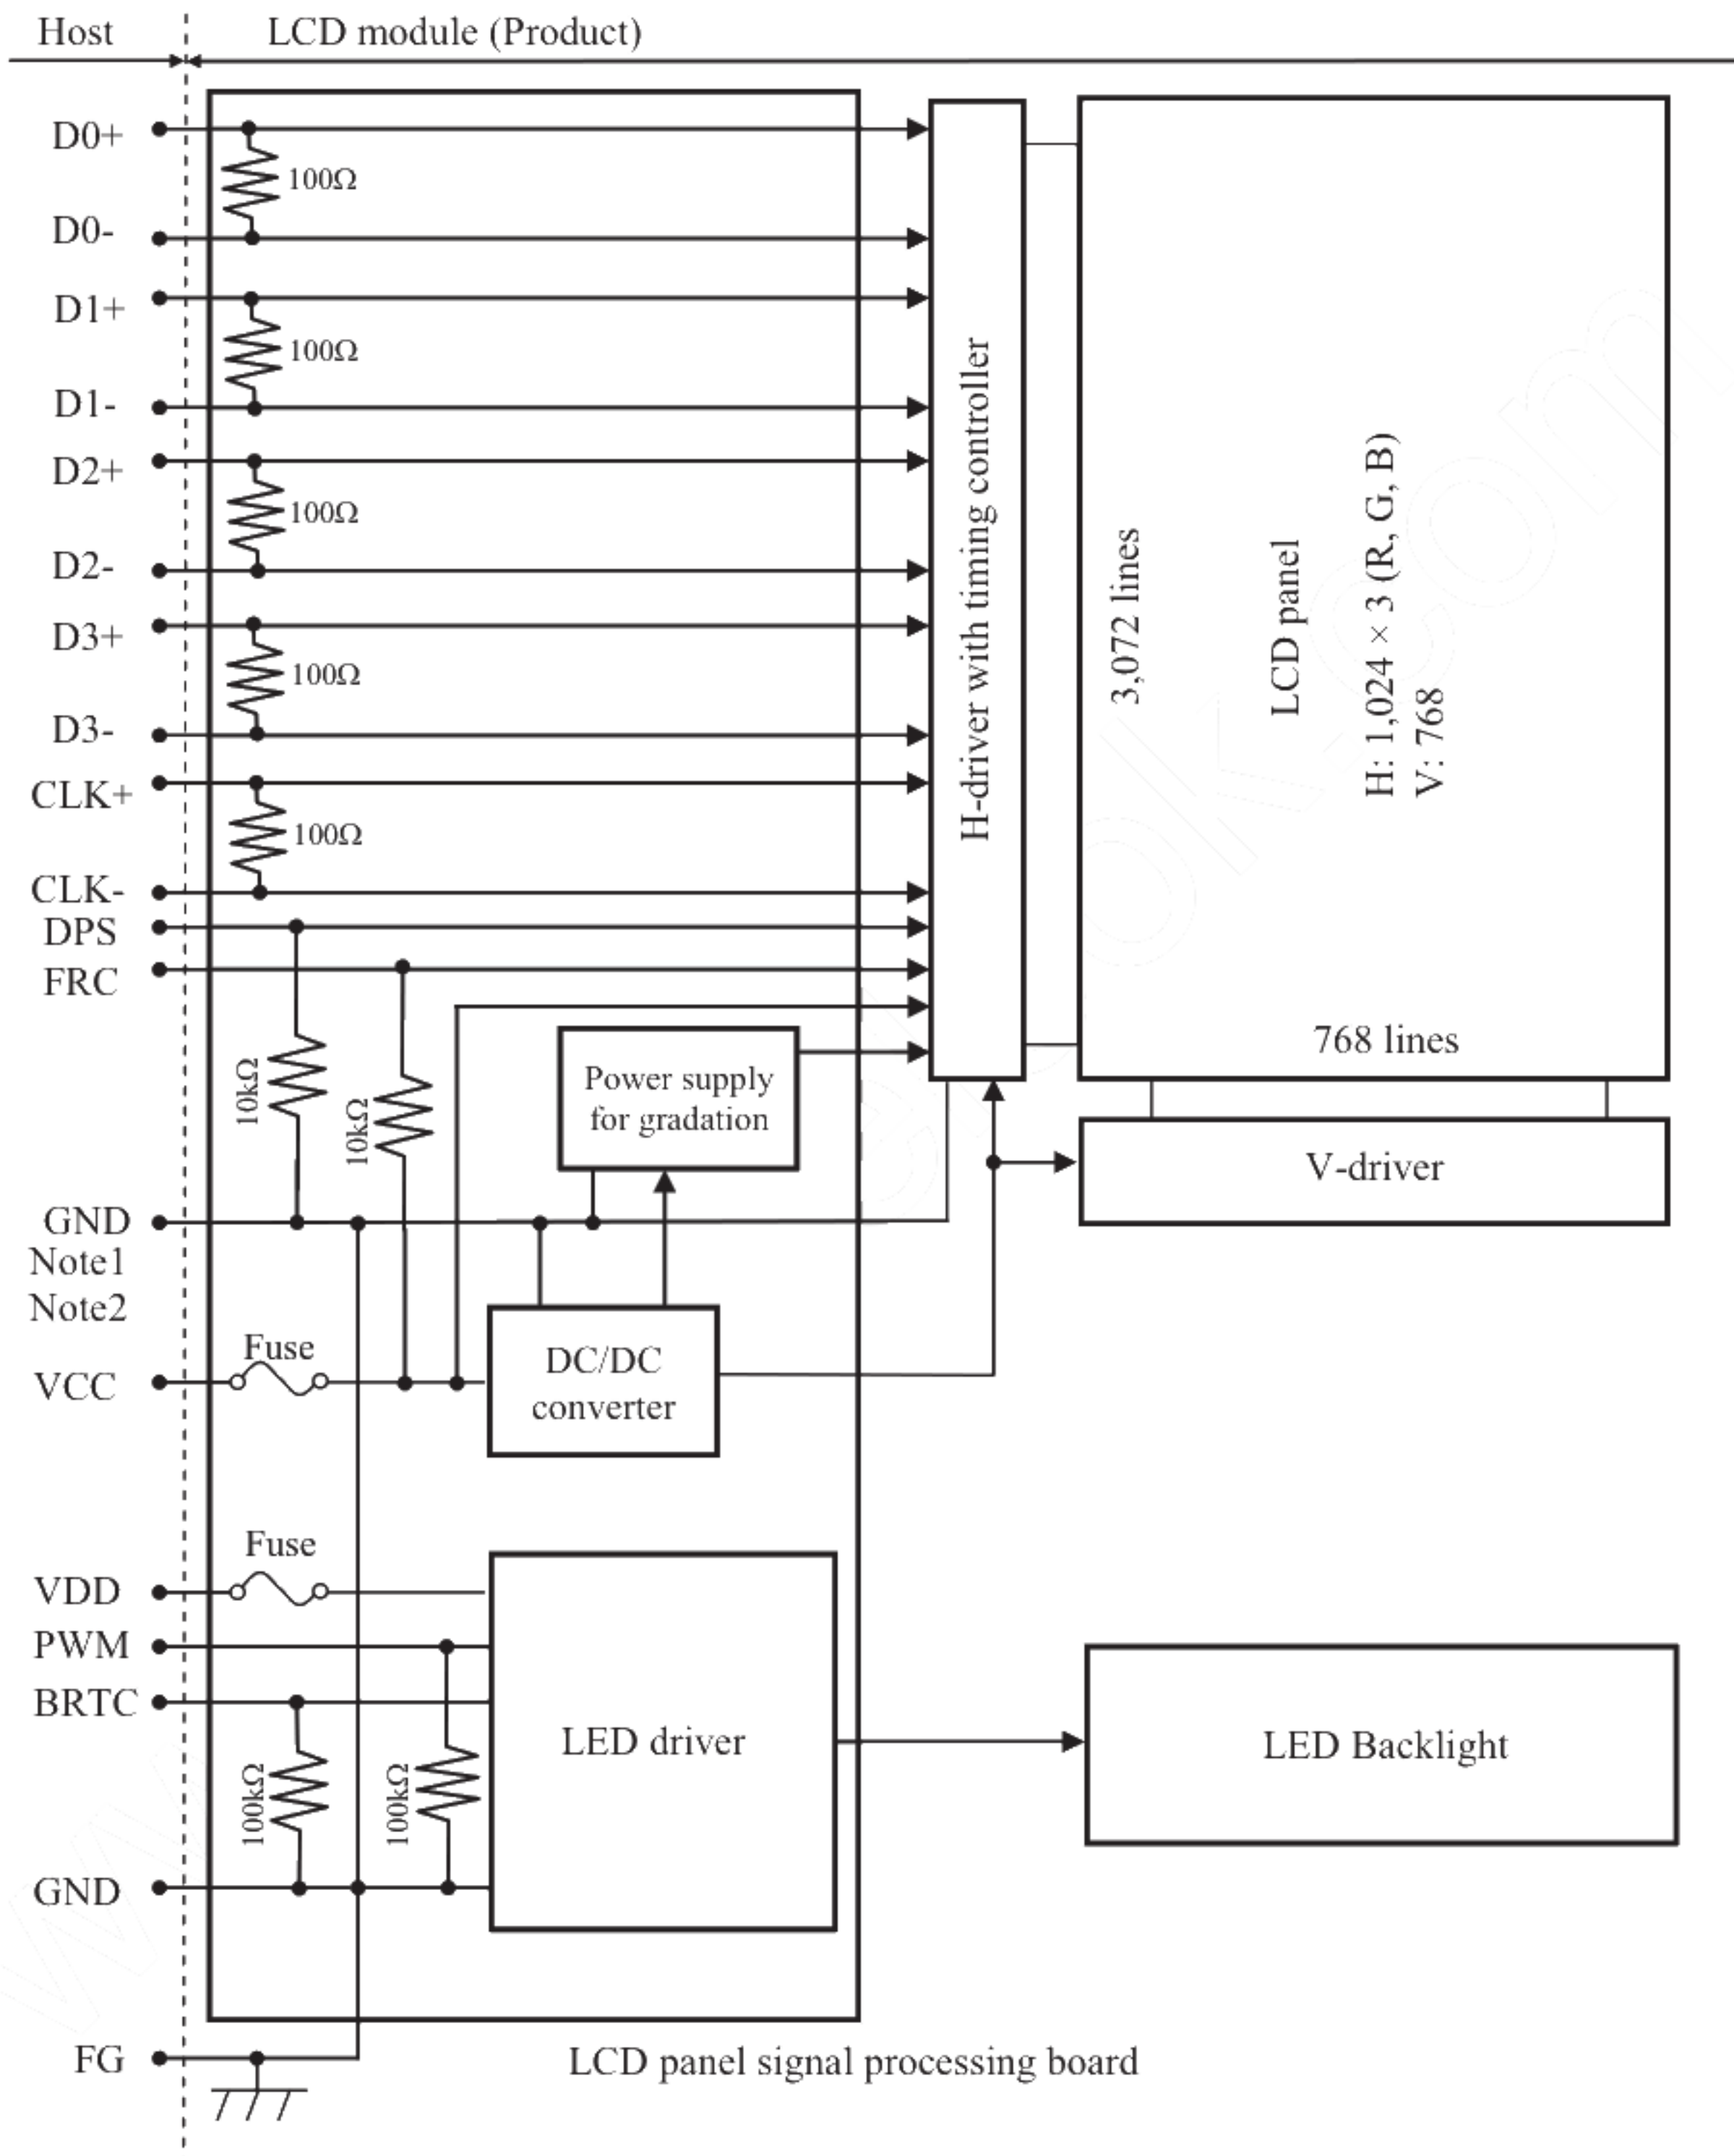 Host
LCD module (Product)
D0+
100Ω
D0-
D1+
100Ω
D1-
D2+
100Ω
D2-
D3+
100Ω
D3-
CLK+
100Ω
CLK-
DPS
FRC
10kΩ
10kΩ
H-driver with timing controller
3,072 lines
LCD panel
H: 1,024 × 3 (R, G, B)
V: 768
768 lines
Power supply
for gradation
V-driver
GND
Note1
Note2
Fuse
VCC
DC/DC
converter
Fuse
VDD
PWM
BRTC
100kΩ
100kΩ
LED driver
LED Backlight
GND
FG
LCD panel signal processing board